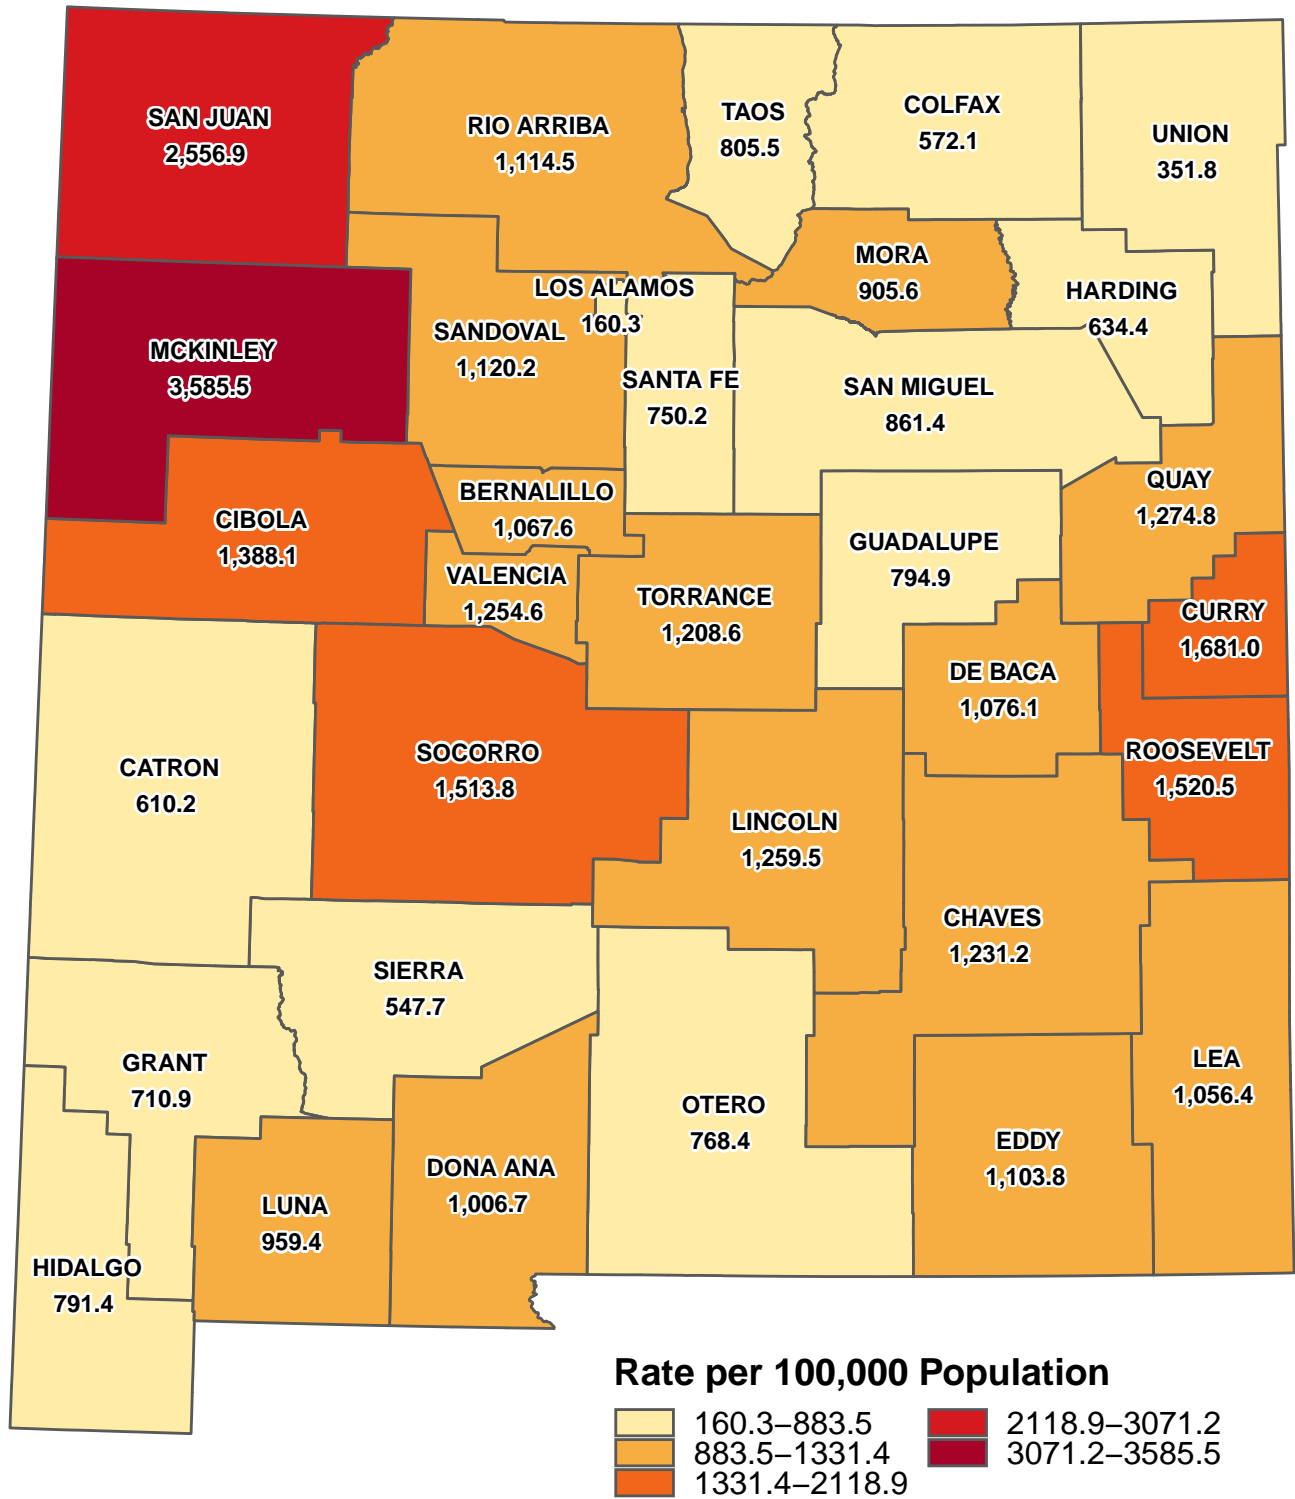 SAN JUAN
2,556.9
RIO ARRIBA
1,114.5
TAOS
805.5
COLFAX
572.1
UNION
351.8
MORA
905.6
HARDING
634.4
LOS ALAMOS
160.3
SANDOVAL
1,120.2
MCKINLEY
3,585.5
SANTA FE
750.2
SAN MIGUEL
861.4
QUAY
1,274.8
BERNALILLO
1,067.6
CIBOLA
1,388.1
GUADALUPE
794.9
VALENCIA
1,254.6
TORRANCE
1,208.6
CURRY
1,681.0
DE BACA
1,076.1
ROOSEVELT
1,520.5
SOCORRO
1,513.8
CATRON
610.2
LINCOLN
1,259.5
CHAVES
1,231.2
SIERRA
547.7
GRANT
710.9
LEA
1,056.4
OTERO
768.4
EDDY
1,103.8
DONA ANA
1,006.7
LUNA
959.4
HIDALGO
791.4
Rate per 100,000 Population
160.3–883.5
883.5–1331.4
1331.4–2118.9
2118.9–3071.2
3071.2–3585.5